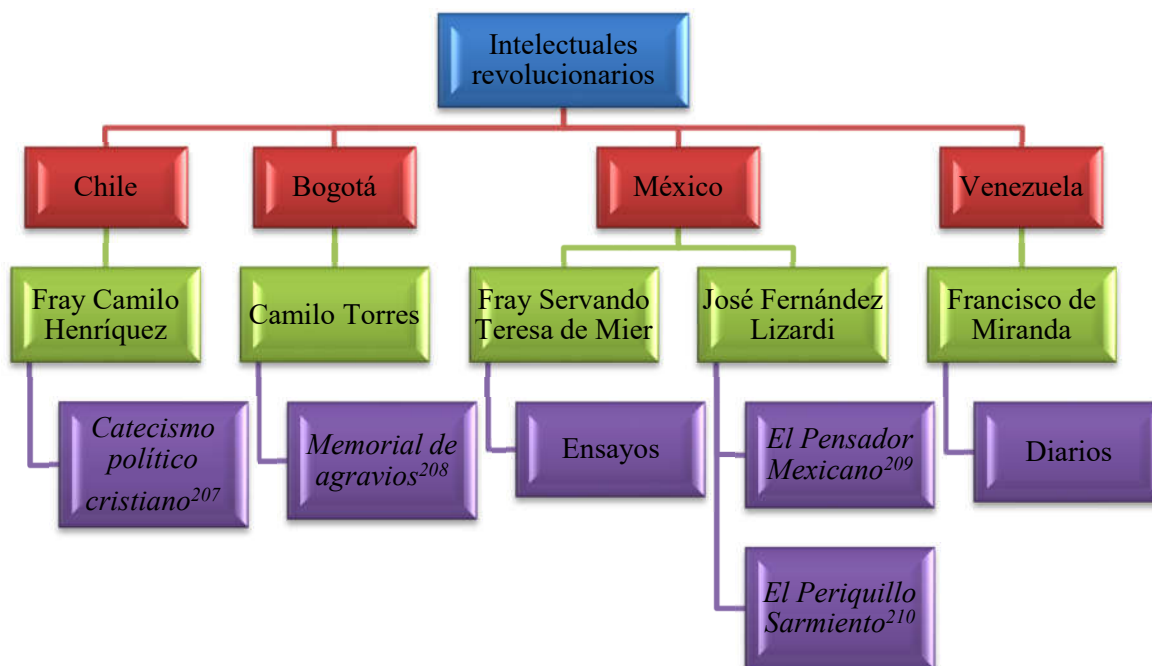 Intelectuales
revolucionarios
Chile
Bogotá
México
Venezuela
Fray Camilo
Henríquez
Camilo Torres
Fray Servando
Teresa de Mier
José Fernández
Lizardi
Francisco de
Miranda
Catecismo
político
cristiano207
Memorial de
agravios208
Ensayos
El Pensador
Mexicano209
Diarios
El Periquillo
Sarmiento210